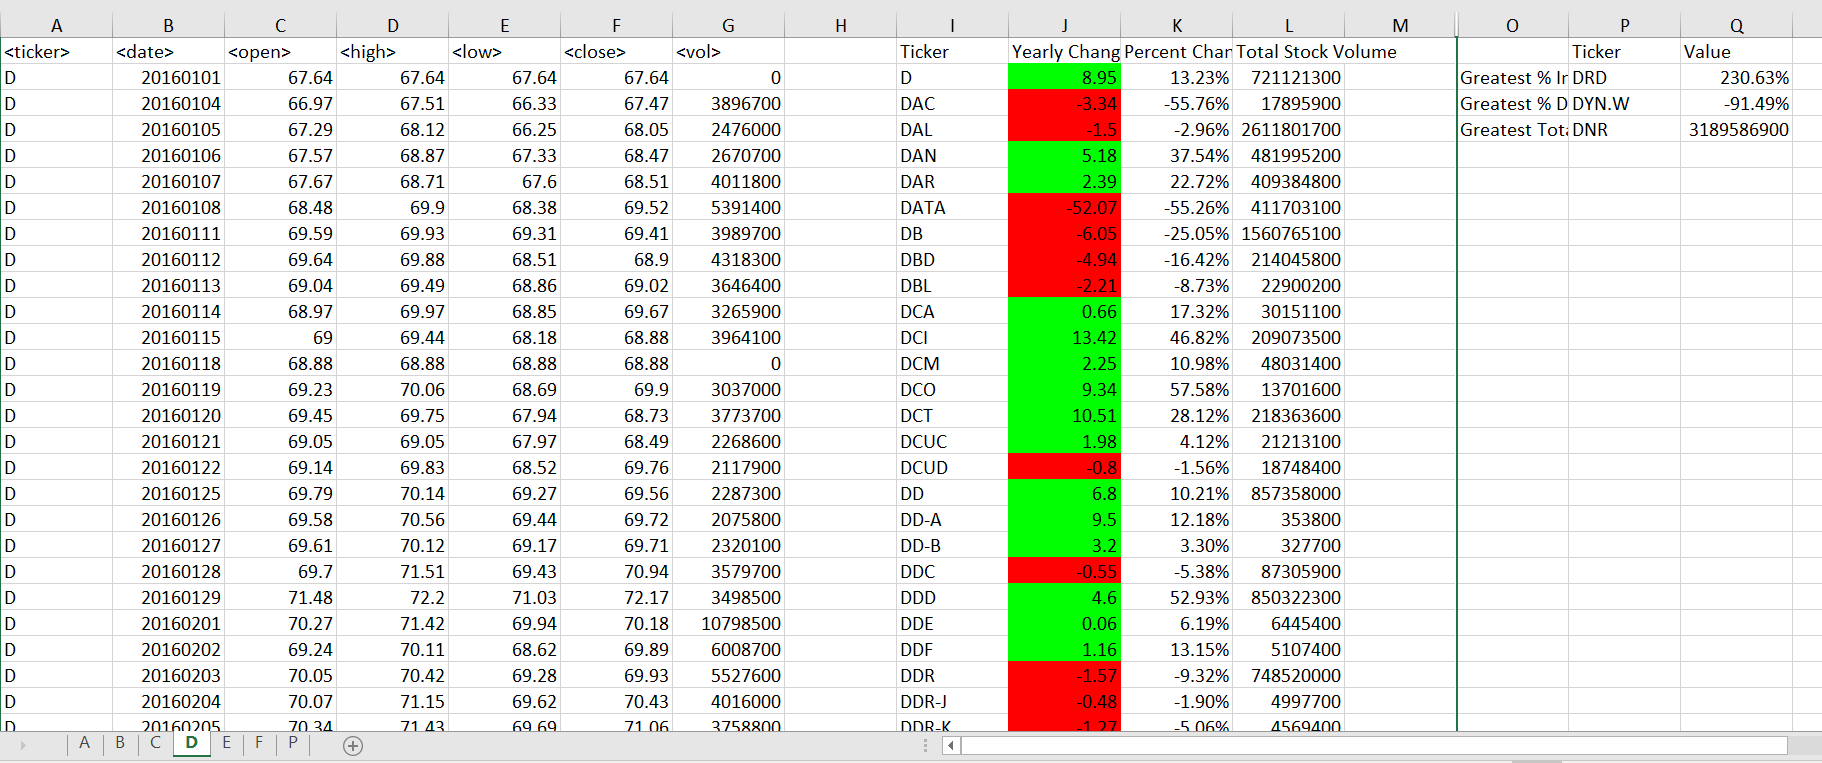 A B C D E F G H I J K L M O P Q
<ticker> <date> <open> <high> <low> <close> <vol> Ticker Yearly Chang Percent Char Total Stock Volume Ticker Value
D 20160101 67.64 67.64 67.64 67.64 0 D 8.95 13.23% 721121300 Greatest % Ir DRD 230.63%
D 20160104 66.97 67.51 66.33 67.47 3896700 DAC -3.34 -55.76% 17895900 Greatest % D DYN.W -91.49%
D 20160105 67.29 68.12 66.25 68.05 2476000 DAL -1.5 -2.96% 2611801700 Greatest Tota DNR 3189586900
D 20160106 67.57 68.87 67.33 68.47 2670700 DAN 5.18 37.54% 481995200
D 20160107 67.67 68.71 67.6 68.51 4011800 DAR 2.39 22.72% 409384800
D 20160108 68.48 69.9 68.38 69.52 5391400 DATA -52.07 -55.26% 411703100
D 20160111 69.59 69.93 69.31 69.41 3989700 DB -6.05 -25.05% 1560765100
D 20160112 69.64 69.88 68.51 68.9 4318300 DBD -4.94 -16.42% 214045800
D 20160113 69.04 69.49 68.86 69.02 3646400 DBL -2.21 -8.73% 22900200
D 20160114 68.97 69.97 68.85 69.67 3265900 DCA 0.66 17.32% 30151100
D 20160115 69 69.44 68.18 68.88 3964100 DCI 13.42 46.82% 209073500
D 20160118 68.88 68.88 68.88 68.88 0 DCM 2.25 10.98% 48031400
D 20160119 69.23 70.06 68.69 69.9 3037000 DCO 9.34 57.58% 13701600
D 20160120 69.45 69.75 67.94 68.73 3773700 DCT 10.51 28.12% 218363600
D 20160121 69.05 69.05 67.97 68.49 2268600 DCUC 1.98 4.12% 21213100
D 20160122 69.14 69.83 68.52 69.76 2117900 DCUD -0.8 -1.56% 18748400
D 20160125 69.79 70.14 69.27 69.56 2287300 DD 6.8 10.21% 857358000
D 20160126 69.58 70.56 69.44 69.72 2075800 DD-A 9.5 12.18% 353800
D 20160127 69.61 70.12 69.17 69.71 2320100 DD-B 3.2 3.30% 327700
D 20160128 69.7 71.51 69.43 70.94 3579700 DDC -0.55 -5.38% 87305900
D 20160129 71.48 72.2 71.03 72.17 3498500 DDD 4.6 52.93% 850322300
D 20160201 70.27 71.42 69.94 70.18 10798500 DDE 0.06 6.19% 6445400
D 20160202 69.24 70.11 68.62 69.89 6008700 DDF 1.16 13.15% 5107400
D 20160203 70.05 70.42 69.28 69.93 5527600 DDR -1.57 -9.32% 748520000
D 20160204 70.07 71.15 69.62 70.43 4016000 DDR-J -0.48 -1.90% 4997700
D 20160205 70.34 71.43 69.69 71.06 3758800 DDR-K -1.27 -5.06% 4569400
A B C D E F P